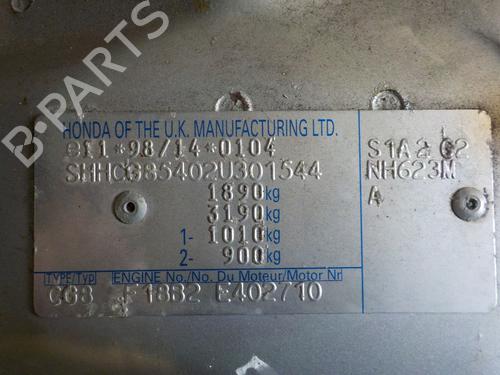 B-PARTS
HONDA OF THE U.K. MANUFACTURING LTD.
e11*98/14*0104
SHHCG85402U301544
1890kg
3190kg
1- 1010kg
2- 900kg
TYPE/Typ ENGINE No./No. Du Moteur/Motor Nr
CG8 F18B2 E402710
S1A2G2
NH623M
A